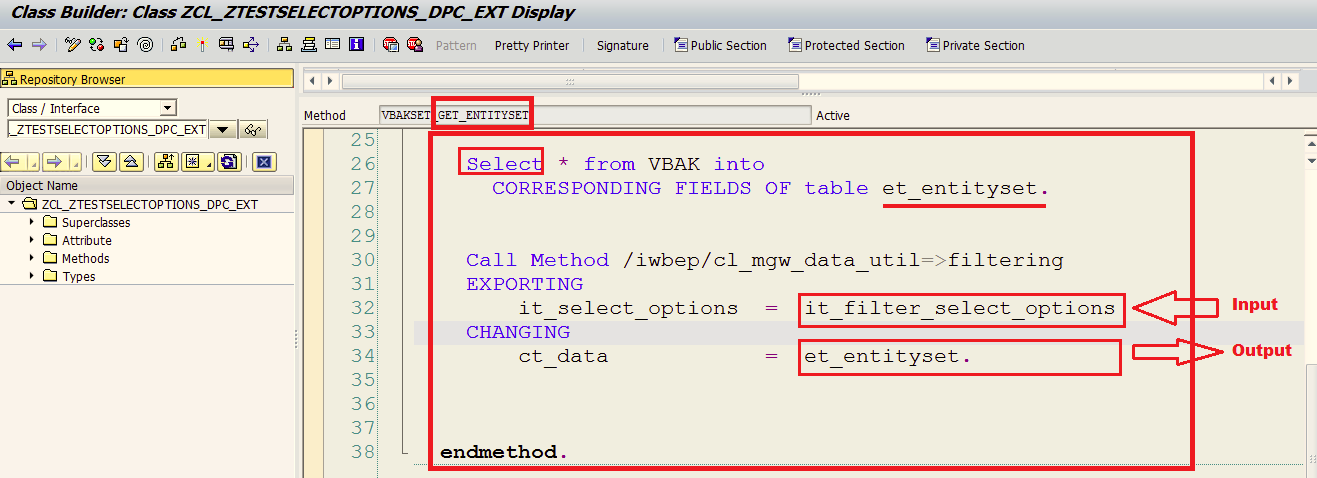 Class Builder: Class ZCL_ZTESTSELECTOPTIONS_DPC_EXT Display
Pattern Pretty Printer Signature Public Section Protected Section Private Section
Repository Browser
Class / Interface
_ZTESTSELECTOPTIONS_DPC_EXT
Object Name
ZCL_ZTESTSELECTOPTIONS_DPC_EXT
Superclasses
Attribute
Methods
Types
Method VBAKSET_GET_ENTITYSET Active
25
26 Select * from VBAK into
27 CORRESPONDING FIELDS OF table et_entityset.
28
29
30 Call Method /iwbep/cl_mgw_data_util=>filtering
31 EXPORTING
32 it_select_options = it_filter_select_options Input
33 CHANGING
34 ct_data = et_entityset. Output
35
36
37
38 endmethod.